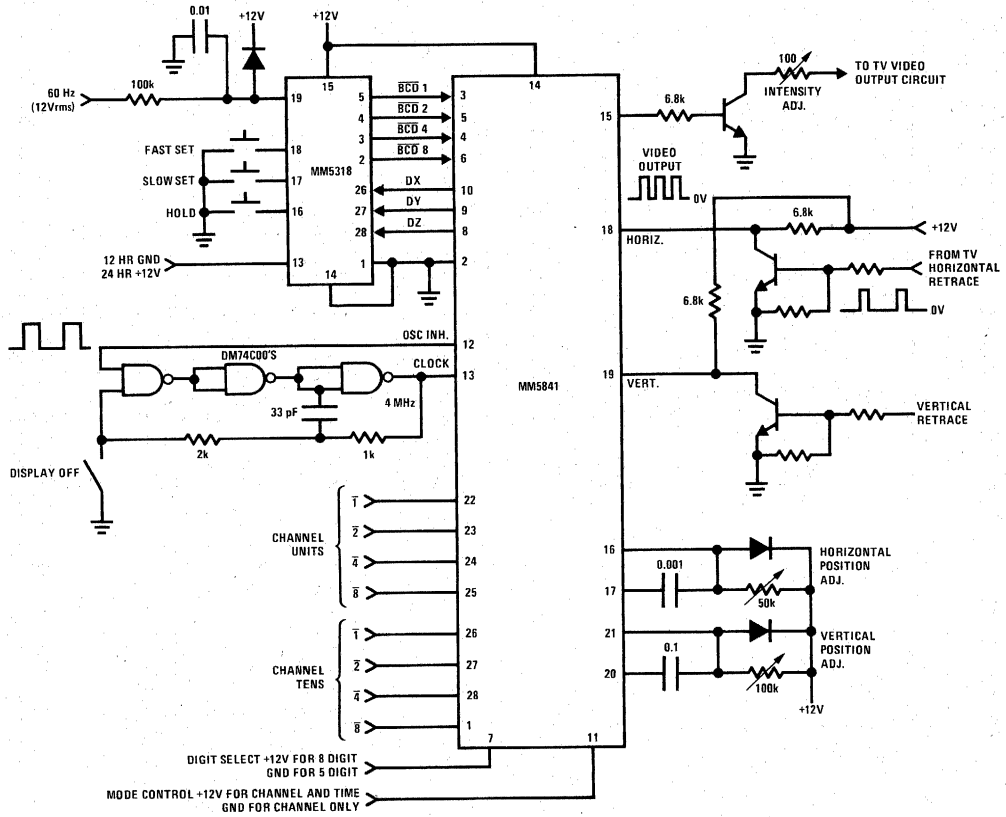 0.01
+12V
+12V
60 Hz
(12Vrms)
100k
19
15
14
FAST SET
18
SLOW SET
17
HOLD
16
MM5318
5
4
3
2
26
27
28
1
12 HR GND
24 HR +12V
13
14
BCD 1
BCD 2
BCD 4
BCD 8
DX
DY
DZ
3
5
4
6
10
9
8
2
OSC INH.
12
DM74C00'S
CLOCK
13
4 MHz
33 pF
2k
1k
DISPLAY OFF
MM5841
CHANNEL
UNITS
1
2
4
8
22
23
24
25
CHANNEL
TENS
1
2
4
8
26
27
28
1
7
11
DIGIT SELECT +12V FOR 8 DIGIT
GND FOR 5 DIGIT
MODE CONTROL +12V FOR CHANNEL AND TIME
GND FOR CHANNEL ONLY
15
6.8k
100
INTENSITY
ADJ.
TO TV VIDEO
OUTPUT CIRCUIT
VIDEO
OUTPUT
0V
18
HORIZ.
6.8k
+12V
FROM TV
HORIZONTAL
RETRACE
0V
6.8k
19
VERT.
VERTICAL
RETRACE
16
17
0.001
50k
HORIZONTAL
POSITION
ADJ.
21
20
0.1
100k
VERTICAL
POSITION
ADJ.
+12V